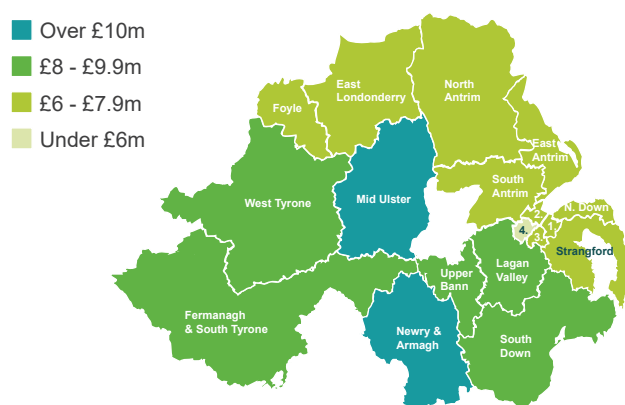 Over £10m
£8 - £9.9m
£6 - £7.9m
Under £6m
East
Londonderry
North
Antrim
Foyle
East
Antrim
South
Antrim
West Tyrone
Mid Ulster
N. Down
2.
1.
4.
3.
Strangford
Upper
Bann
Lagan
Valley
Fermanagh
& South Tyrone
Newry &
Armagh
South
Down